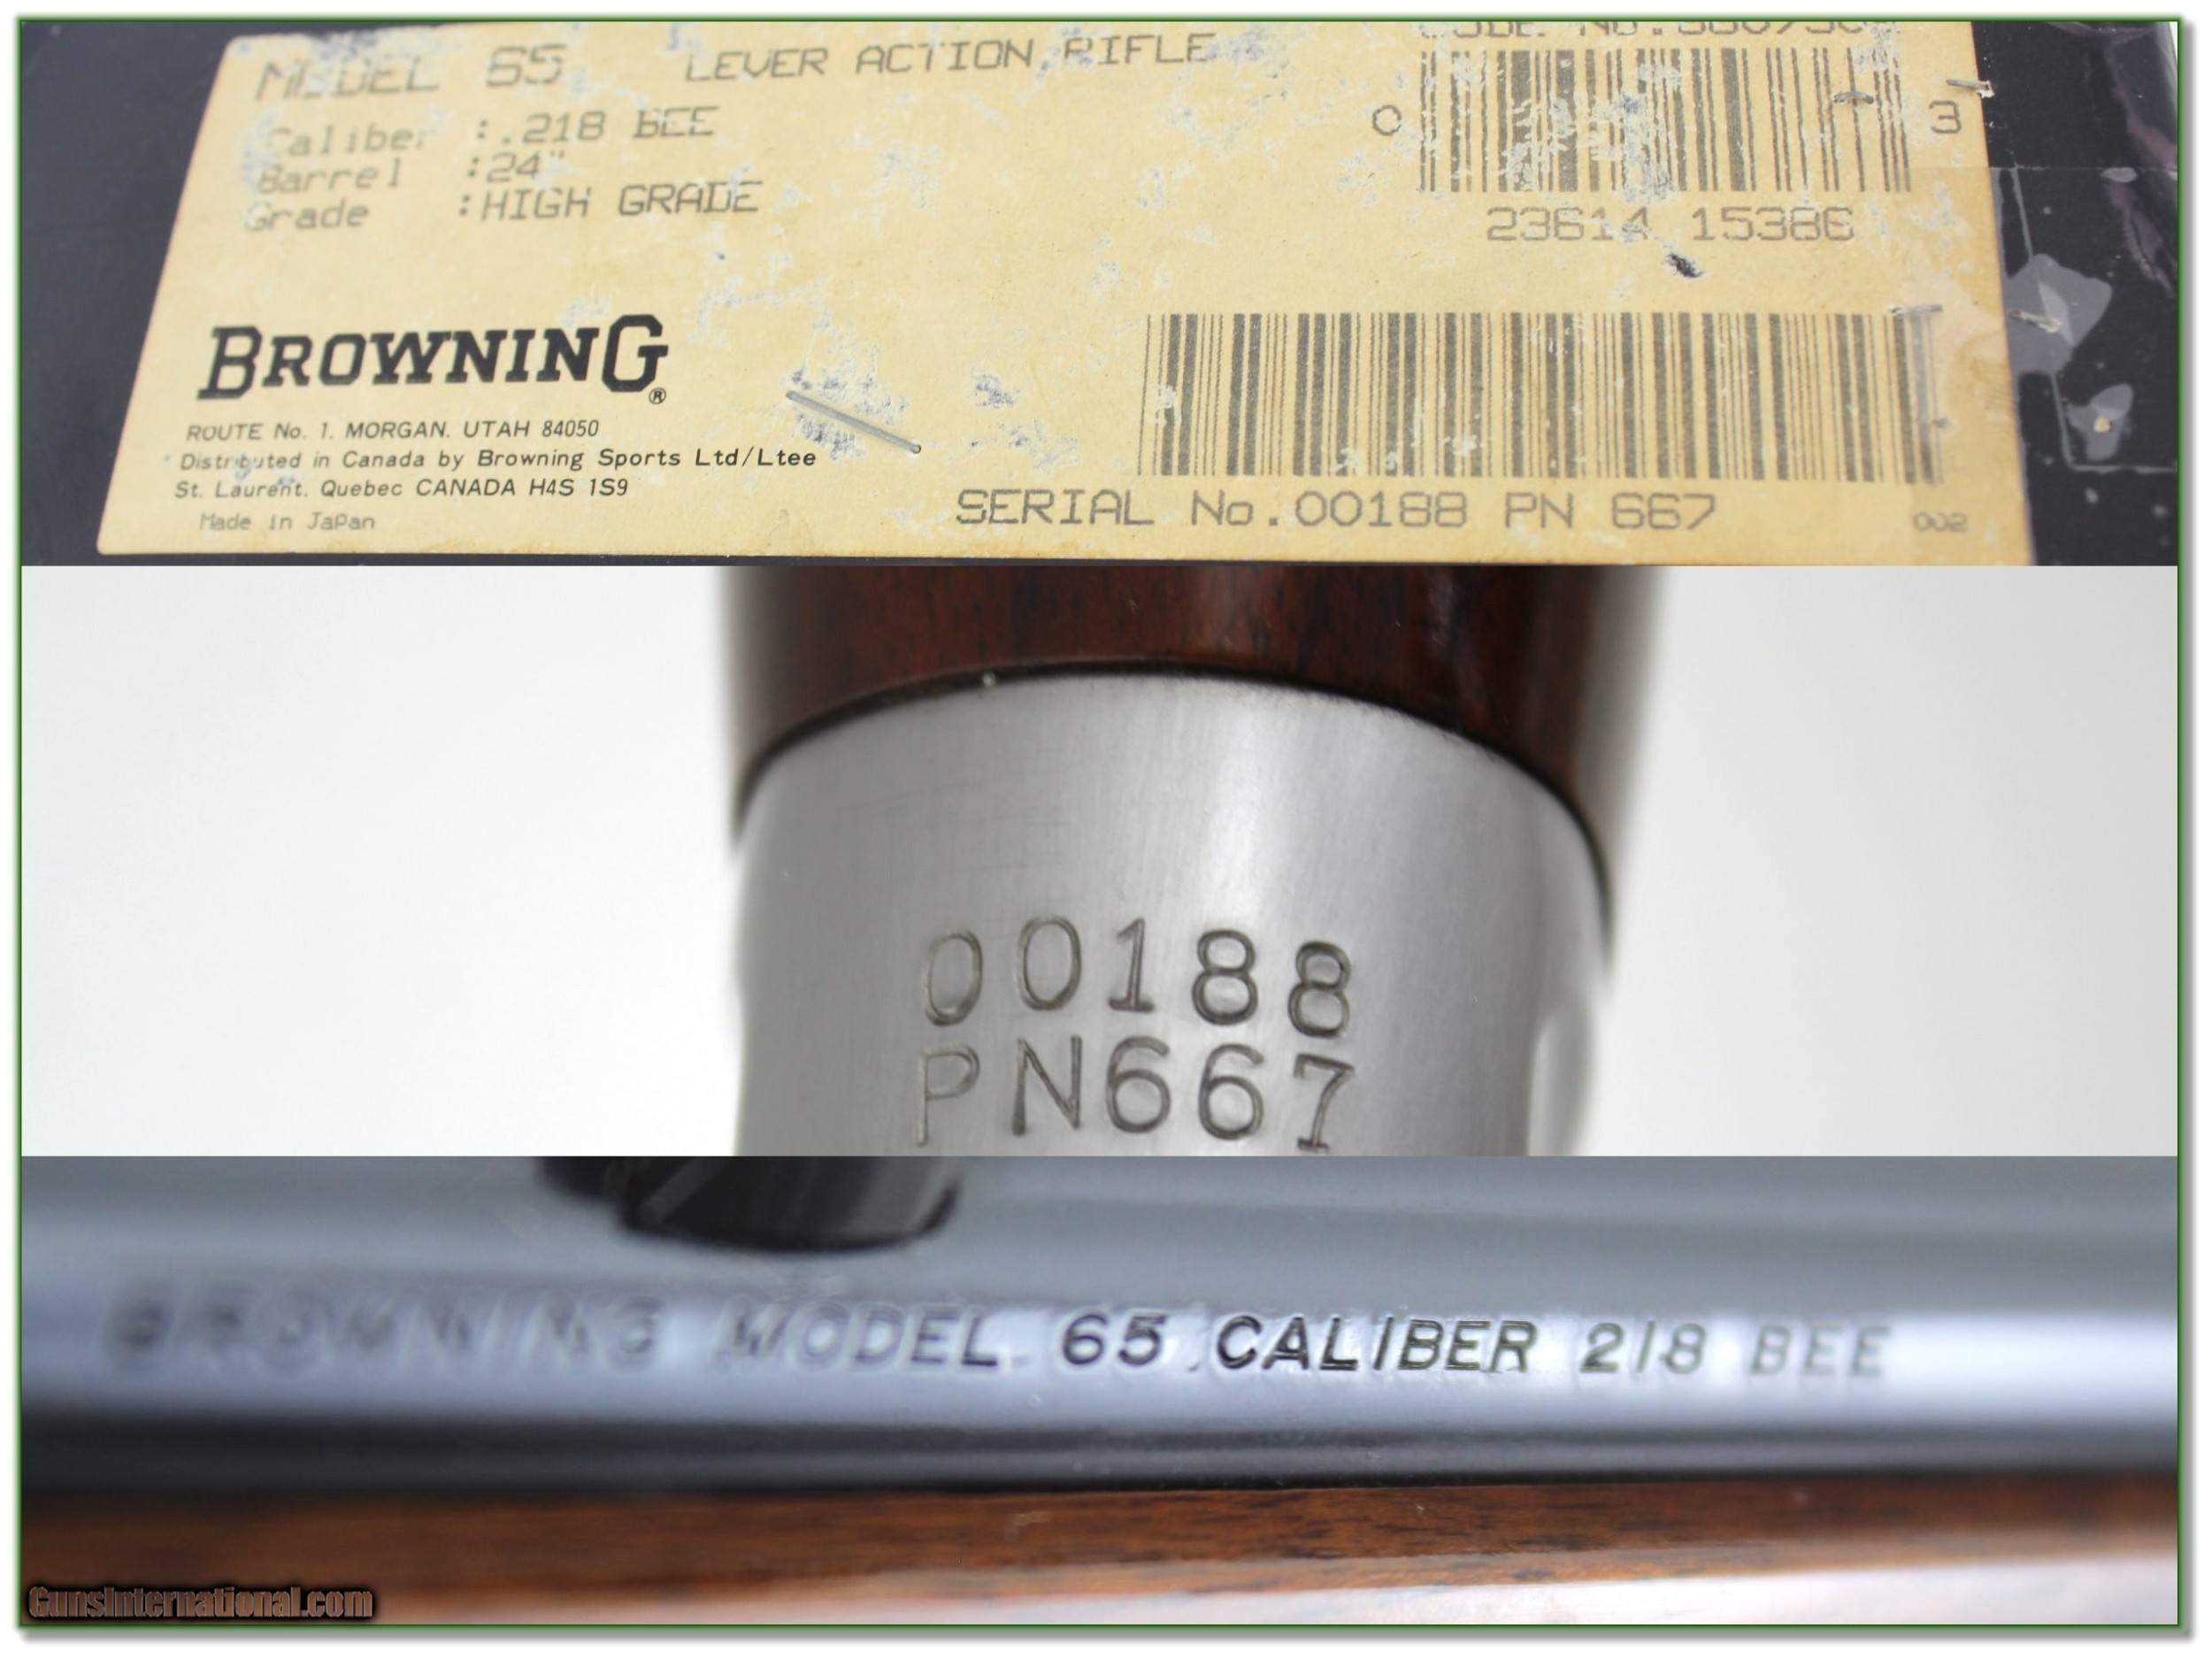 MODEL 65 LEVER ACTION RIFLE
Caliber :.218 BEE
Barrel :24"
Grade :HIGH GRADE
0 3
23614 15386
BROWNING®
ROUTE No. 1. MORGAN. UTAH 84050
Distributed in Canada by Browning Sports Ltd/Ltee
St. Laurent. Quebec CANADA H4S 1S9
Made in Japan
SERIAL No.00188 PN 667
002
00188
PN667
BROWNING MODEL 65 CALIBER 218 BEE
GunsInternational.com